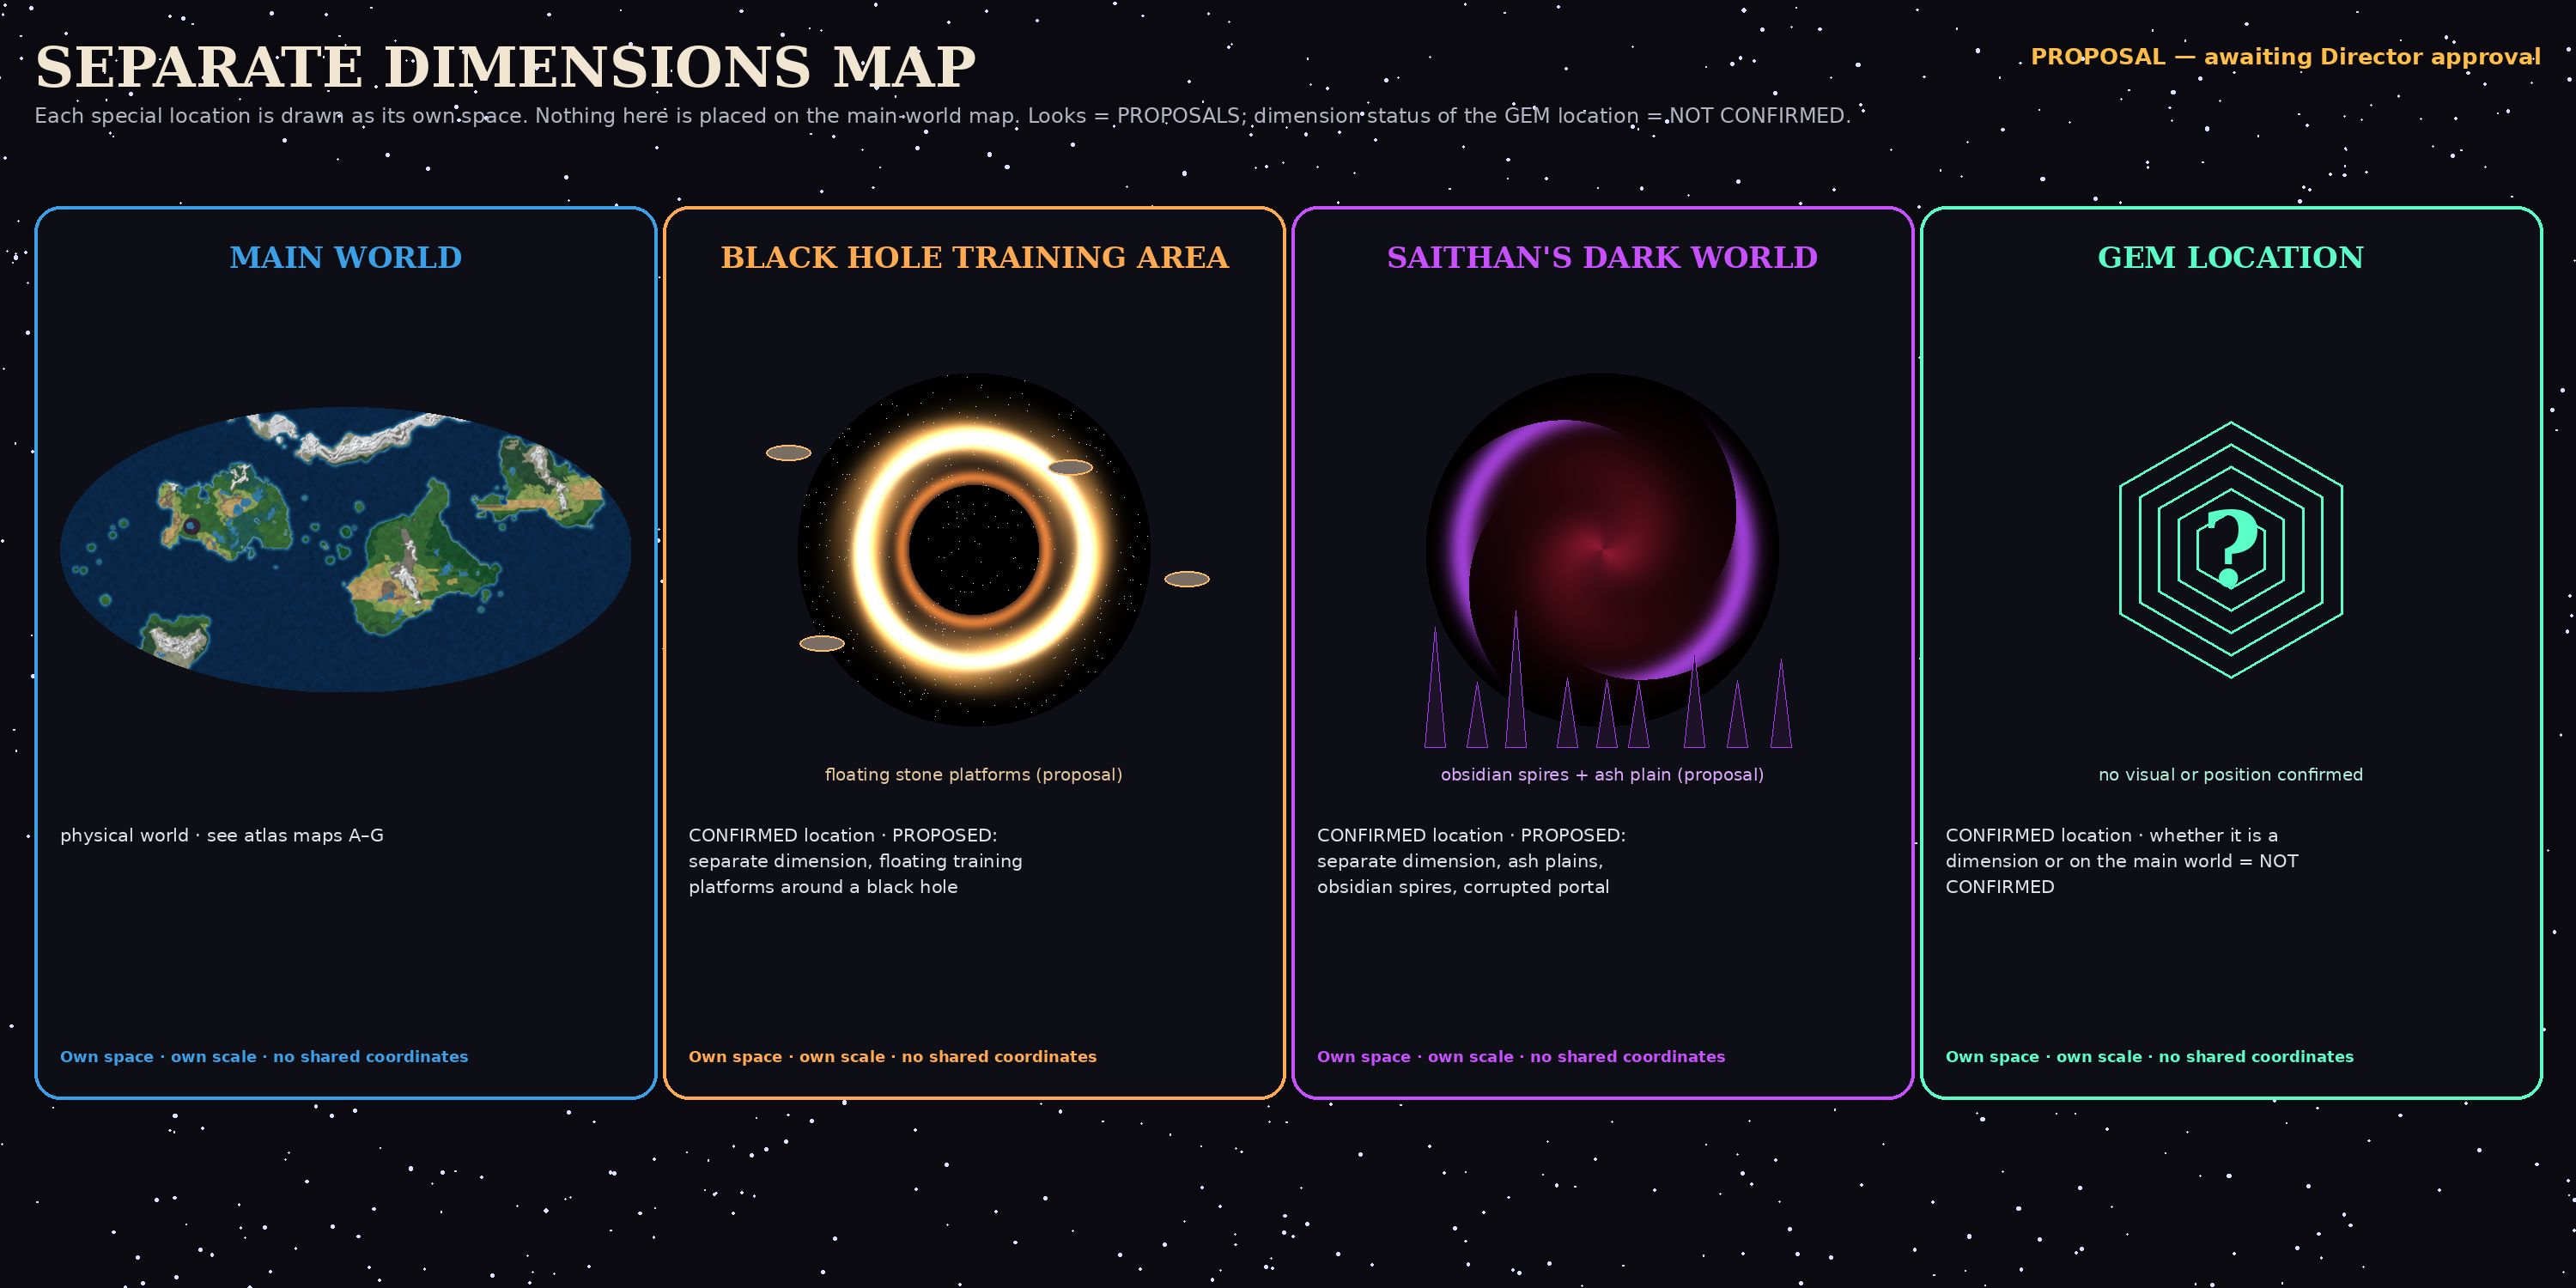 SEPARATE DIMENSIONS MAP
PROPOSAL — awaiting Director approval
Each special location is drawn as its own space. Nothing here is placed on the main-world map. Looks = PROPOSALS; dimension status of the GEM location = NOT CONFIRMED.
MAIN WORLD
physical world · see atlas maps A–G
Own space · own scale · no shared coordinates
BLACK HOLE TRAINING AREA
floating stone platforms (proposal)
CONFIRMED location · PROPOSED:
separate dimension, floating training
platforms around a black hole
Own space · own scale · no shared coordinates
SAITHAN'S DARK WORLD
obsidian spires + ash plain (proposal)
CONFIRMED location · PROPOSED:
separate dimension, ash plains,
obsidian spires, corrupted portal
Own space · own scale · no shared coordinates
GEM LOCATION
?
no visual or position confirmed
CONFIRMED location · whether it is a
dimension or on the main world = NOT
CONFIRMED
Own space · own scale · no shared coordinates